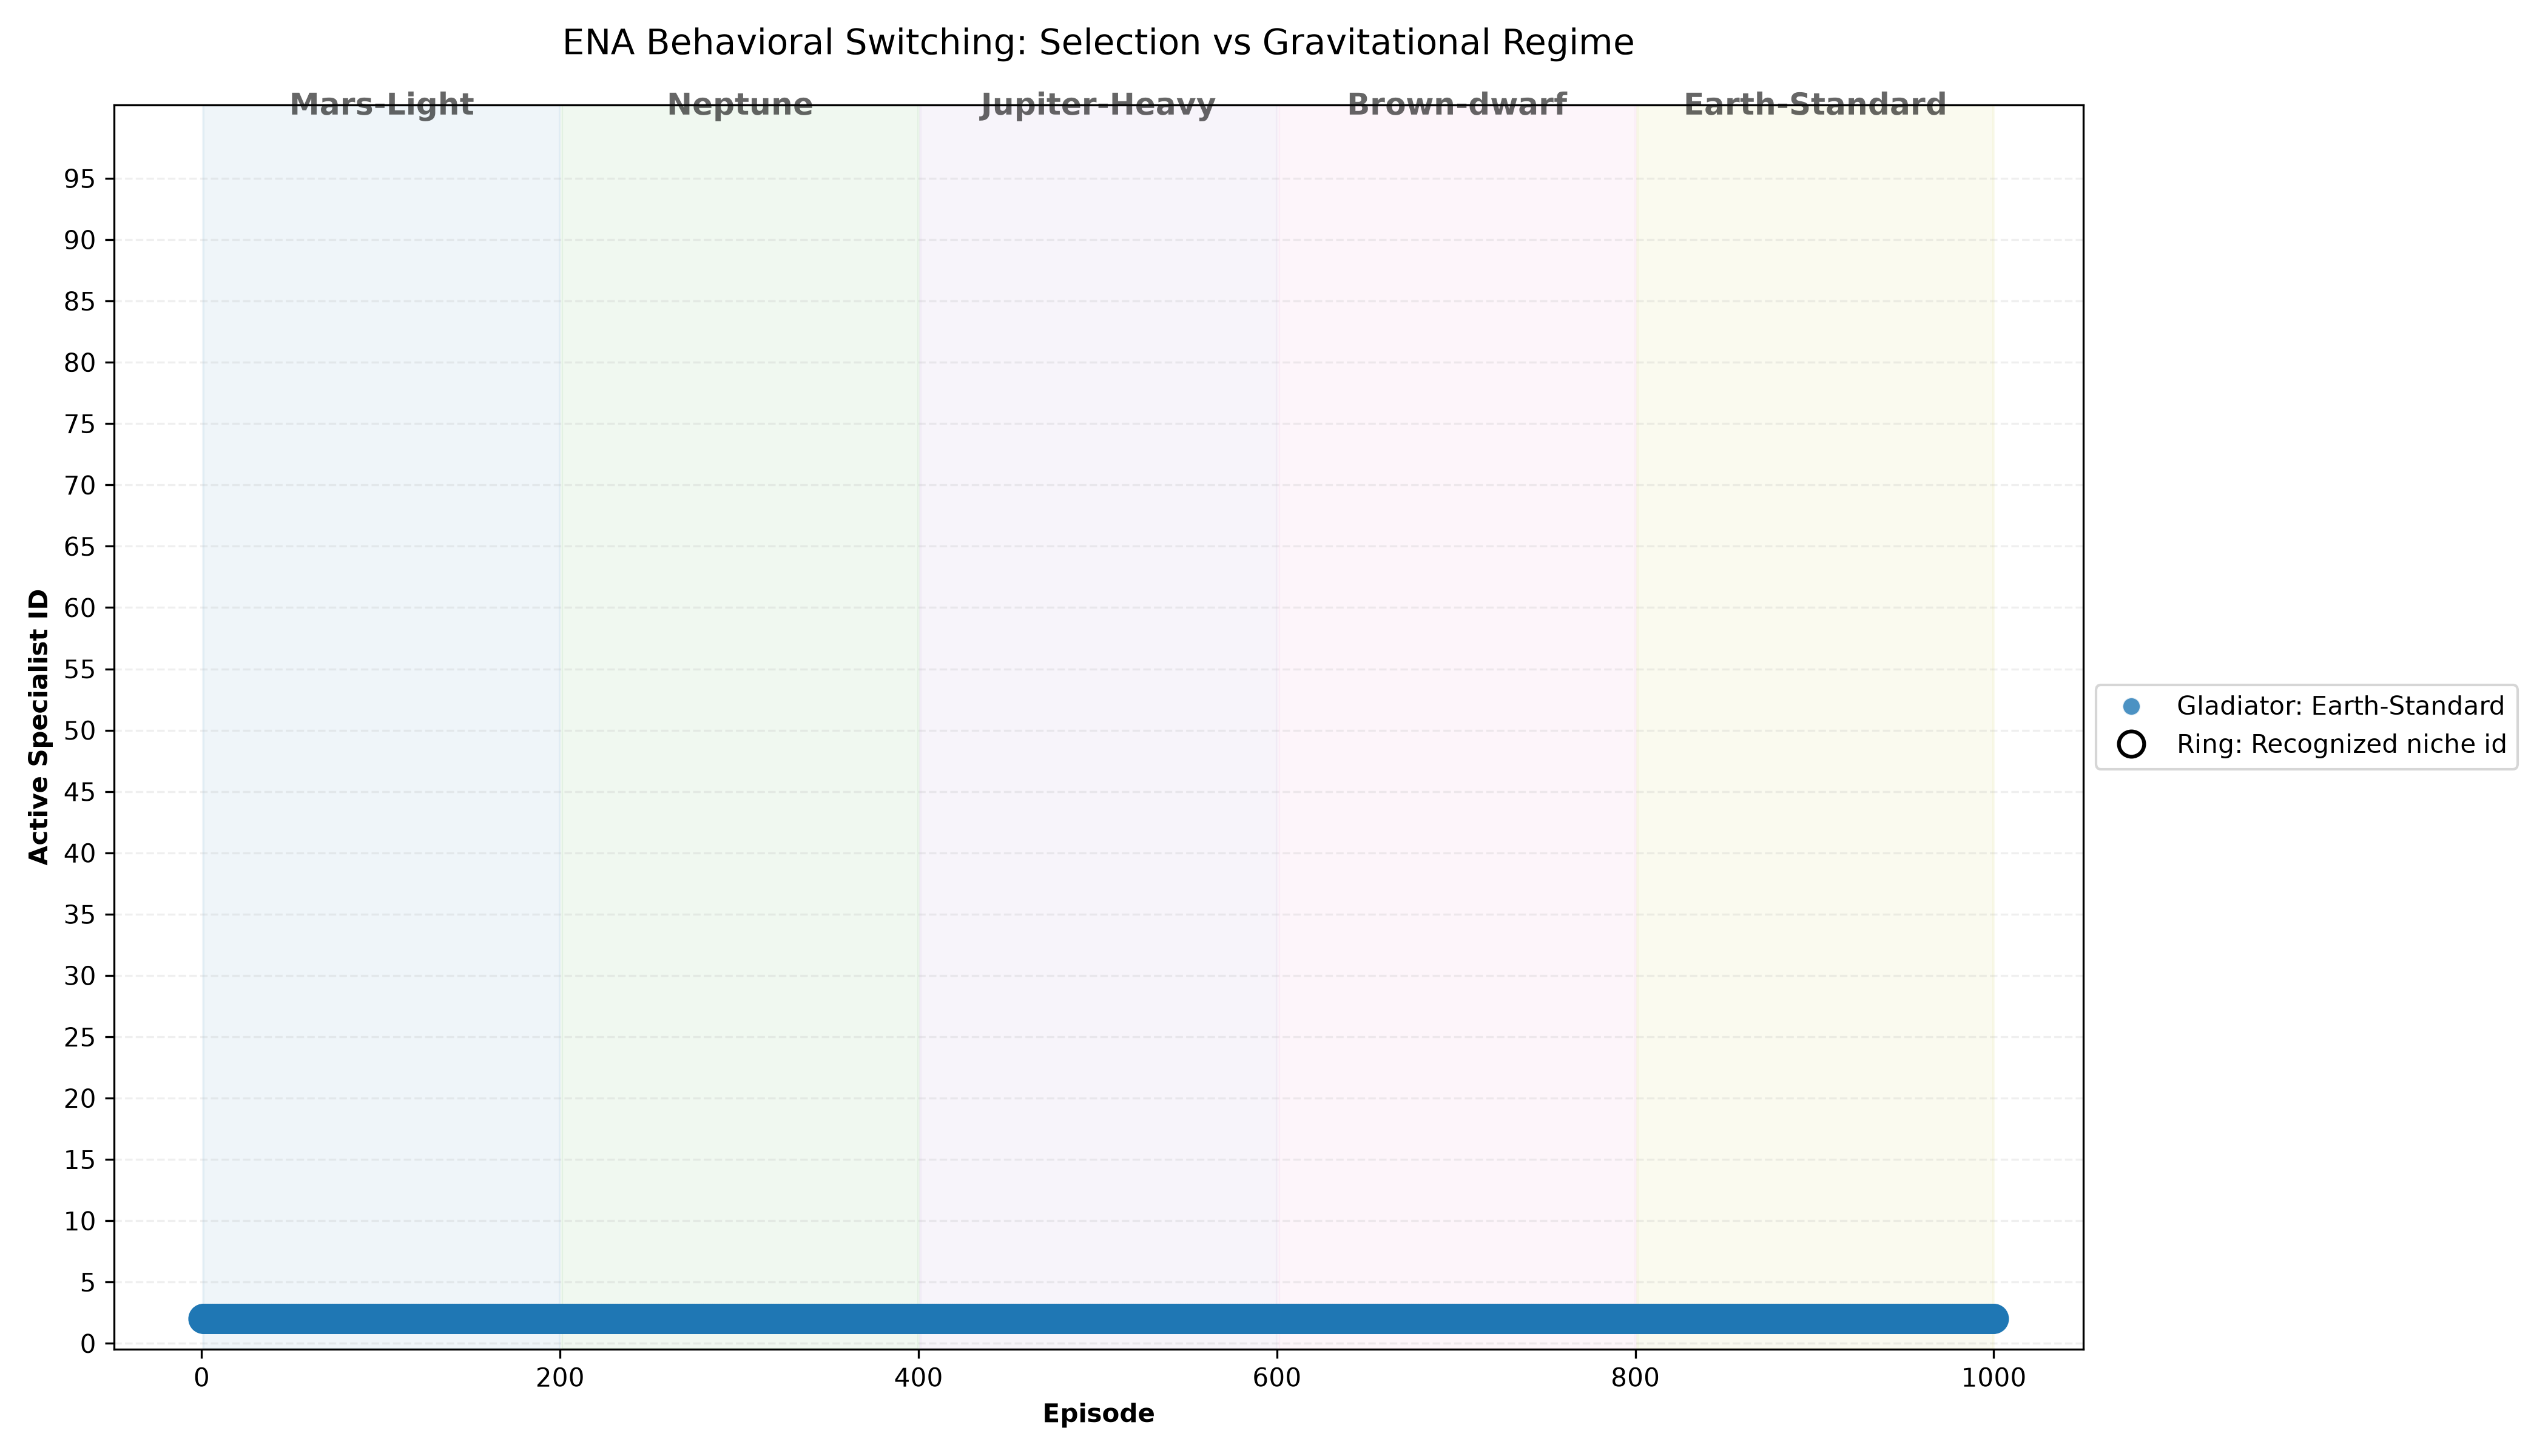 ENA Behavioral Switching: Selection vs Gravitational Regime
Mars-Light Neptune Jupiter-Heavy Brown-dwarf Earth-Standard
95
90
85
80
75
70
65
60
55
50
45
40
35
30
25
20
15
10
5
0
Active Specialist ID
Gladiator: Earth-Standard
Ring: Recognized niche id
0 200 400 600 800 1000
Episode